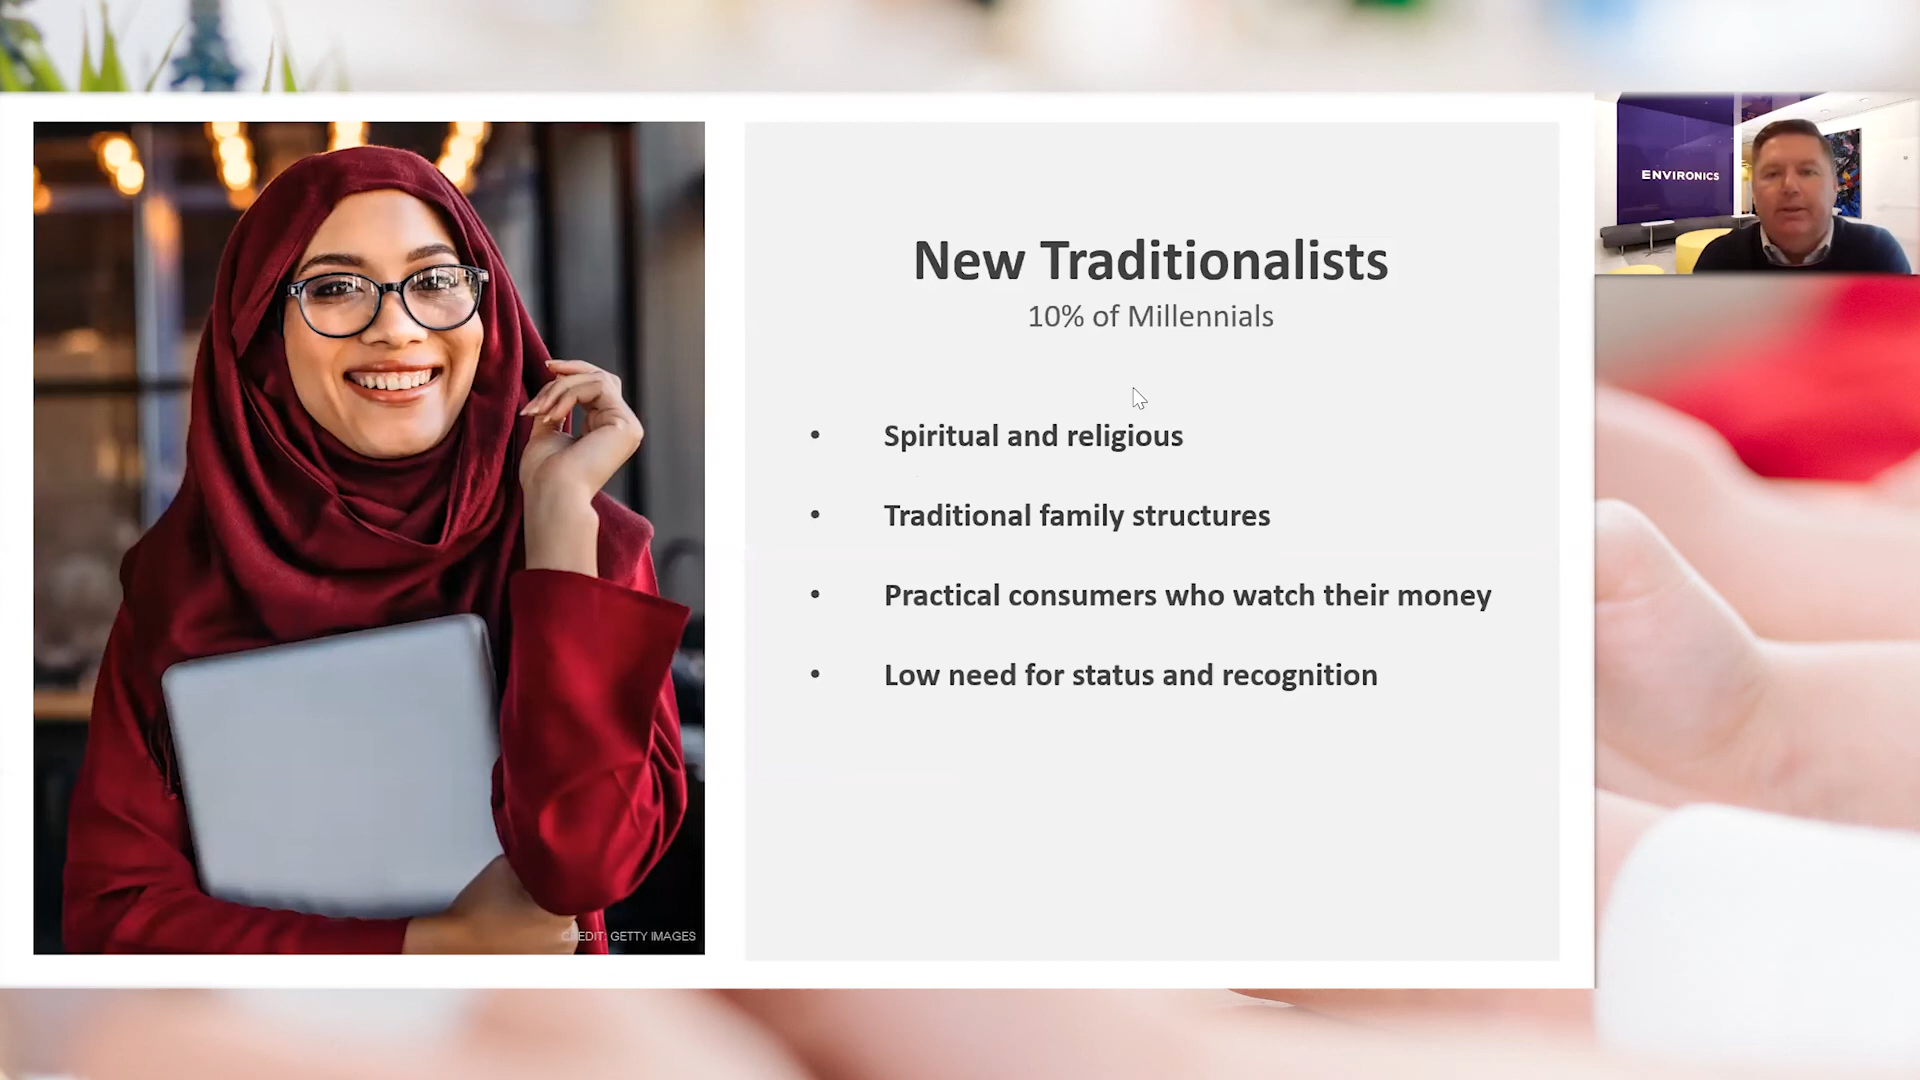 ENVIRONICS
New Traditionalists
10% of Millennials
• Spiritual and religious
• Traditional family structures
• Practical consumers who watch their money
• Low need for status and recognition
CREDIT: GETTY IMAGES